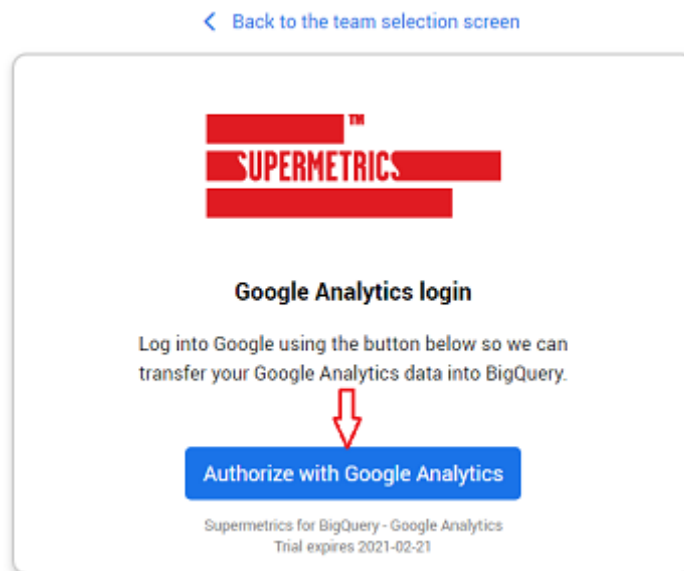 Back to the team selection screen
TM
SUPERMETRICS
Google Analytics login
Log into Google using the button below so we can
transfer your Google Analytics data into BigQuery.
Authorize with Google Analytics
Supermetrics for BigQuery - Google Analytics
Trial expires 2021-02-21